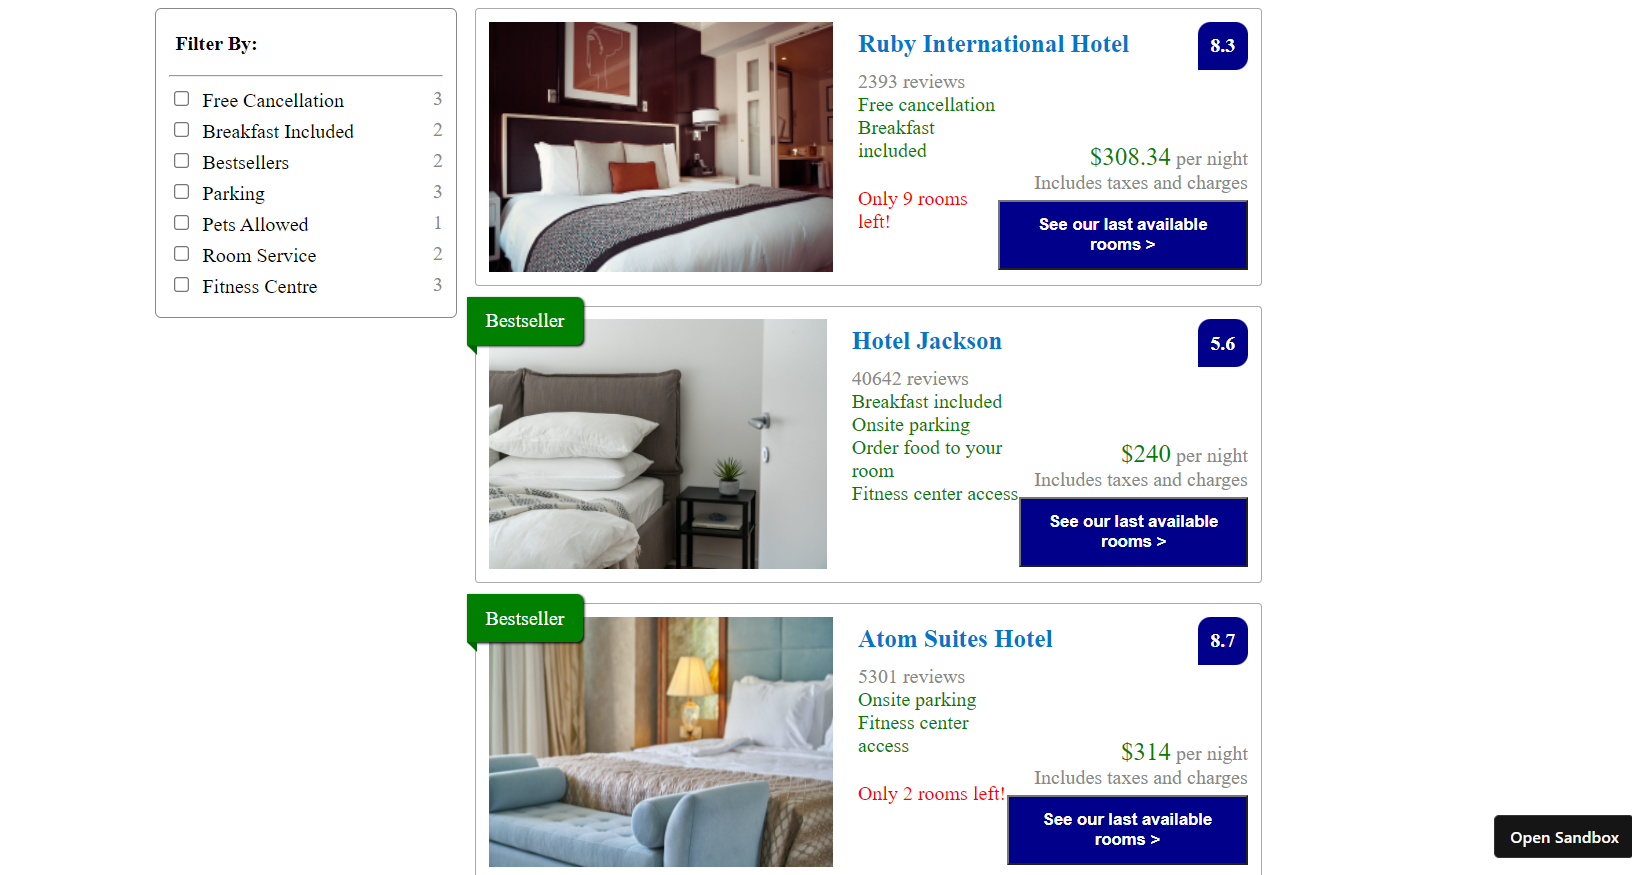 Filter By:
Free Cancellation 3
Breakfast Included 2
Bestsellers 2
Parking 3
Pets Allowed 1
Room Service 2
Fitness Centre 3
Ruby International Hotel
8.3
2393 reviews
Free cancellation
Breakfast
included
Only 9 rooms
left!
$308.34 per night
Includes taxes and charges
See our last available
rooms >
Bestseller
Hotel Jackson
5.6
40642 reviews
Breakfast included
Onsite parking
Order food to your
room
Fitness center access
$240 per night
Includes taxes and charges
See our last available
rooms >
Bestseller
Atom Suites Hotel
8.7
5301 reviews
Onsite parking
Fitness center
access
Only 2 rooms left!
$314 per night
Includes taxes and charges
See our last available
rooms >
Open Sandbox